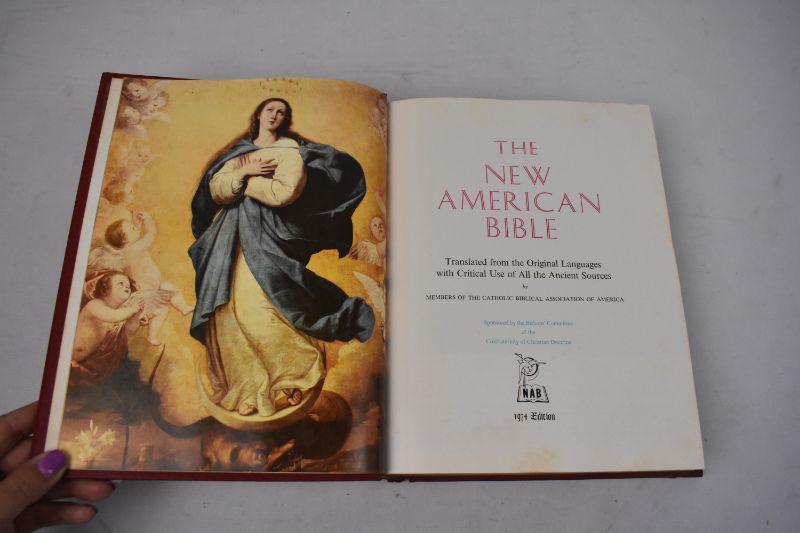 THE
NEW
AMERICAN
BIBLE
Translated from the Original Languages
with Critical Use of All the Ancient Sources
by
MEMBERS OF THE CATHOLIC BIBLICAL ASSOCIATION OF AMERICA
Sponsored by the Bishops' Committee
of the
Confraternity of Christian Doctrine
NAB
1974 Edition